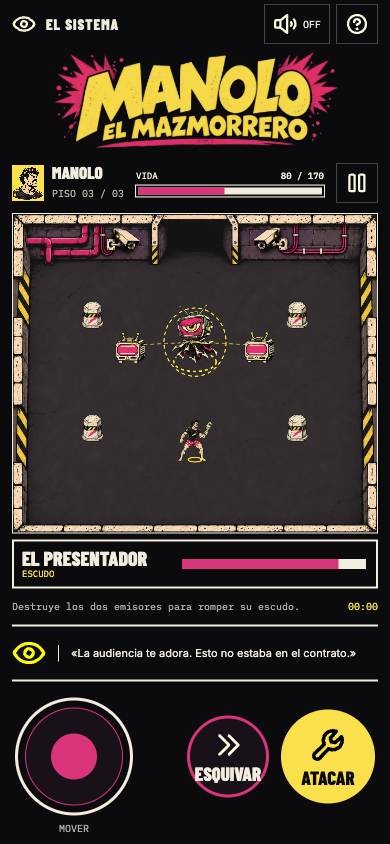 EL SISTEMA
OFF
MANOLO
EL MAZMORRERO
MANOLO
PISO 03 / 03
VIDA
80 / 170
EL PRESENTADOR
ESCUDO
Destruye los dos emisores para romper su escudo.
00:00
«La audiencia te adora. Esto no estaba en el contrato.»
ESQUIVAR
ATACAR
MOVER